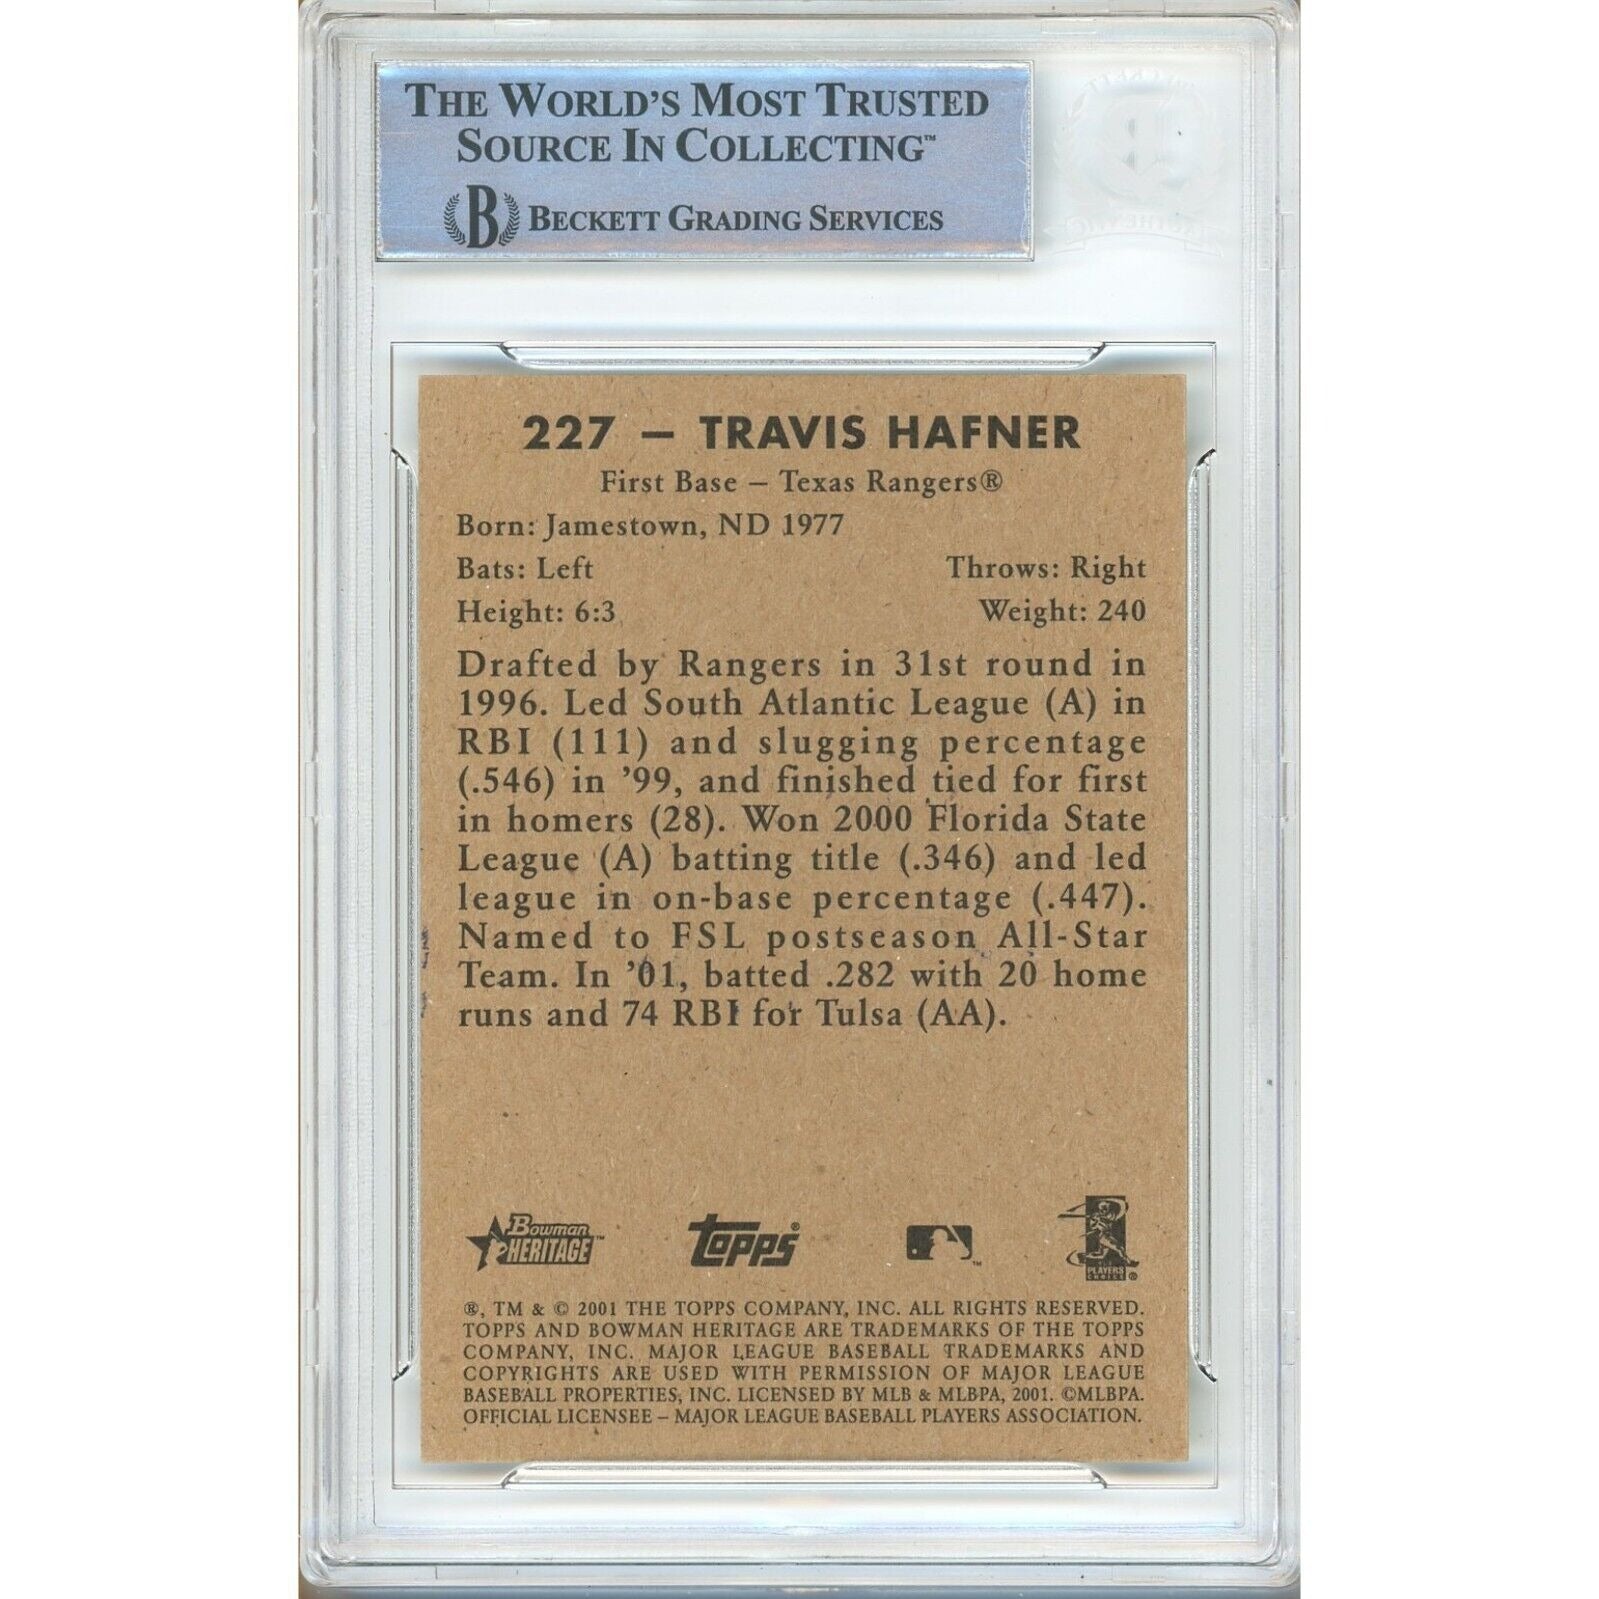 THE WORLD'S MOST TRUSTED
SOURCE IN COLLECTING™
B BECKETT GRADING SERVICES
227 – TRAVIS HAFNER
First Base – Texas Rangers®
Born: Jamestown, ND 1977
Bats: Left Throws: Right
Height: 6:3 Weight: 240
Drafted by Rangers in 31st round in
1996. Led South Atlantic League (A) in
RBI (111) and slugging percentage
(.546) in '99, and finished tied for first
in homers (28). Won 2000 Florida State
League (A) batting title (.346) and led
league in on-base percentage (.447).
Named to FSL postseason All-Star
Team. In '01, batted .282 with 20 home
runs and 74 RBI for Tulsa (AA).
Bowman
HERITAGE™
Topps®
™
PLAYERS
CHOICE ®
®, TM & © 2001 THE TOPPS COMPANY, INC. ALL RIGHTS RESERVED.
TOPPS AND BOWMAN HERITAGE ARE TRADEMARKS OF THE TOPPS
COMPANY, INC. MAJOR LEAGUE BASEBALL TRADEMARKS AND
COPYRIGHTS ARE USED WITH PERMISSION OF MAJOR LEAGUE
BASEBALL PROPERTIES, INC. LICENSED BY MLB & MLBPA, 2001. ©MLBPA.
OFFICIAL LICENSEE – MAJOR LEAGUE BASEBALL PLAYERS ASSOCIATION.